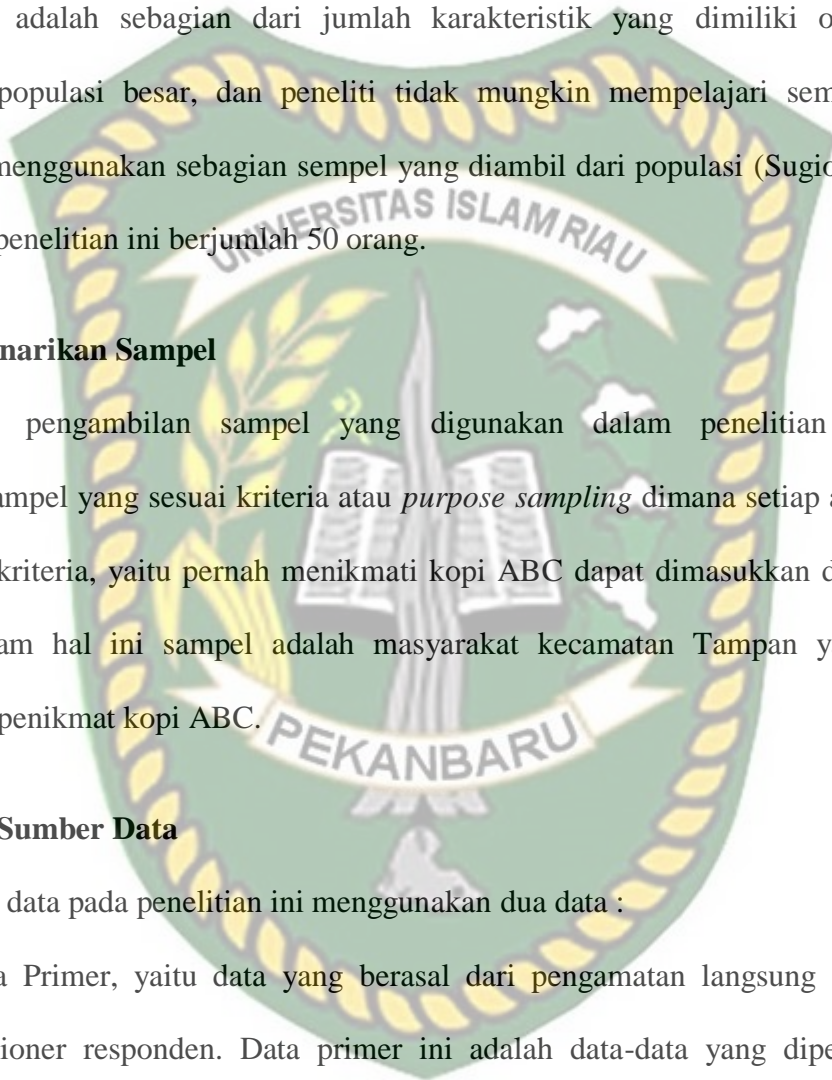 adalah sebagian dari jumlah karakteristik yang dimiliki o
populasi besar, dan peneliti tidak mungkin mempelajari sem
menggunakan sebagian sempel yang diambil dari populasi (Sugio
penelitian ini berjumlah 50 orang.
UNIVERSITAS ISLAM RIAU
narikan Sampel
pengambilan sampel yang digunakan dalam penelitian
ampel yang sesuai kriteria atau purpose sampling dimana setiap a
kriteria, yaitu pernah menikmati kopi ABC dapat dimasukkan d
am hal ini sampel adalah masyarakat kecamatan Tampan y
penikmat kopi ABC.
PEKANBARU
Sumber Data
data pada penelitian ini menggunakan dua data :
a Primer, yaitu data yang berasal dari pengamatan langsung
ioner responden. Data primer ini adalah data-data yang dipe